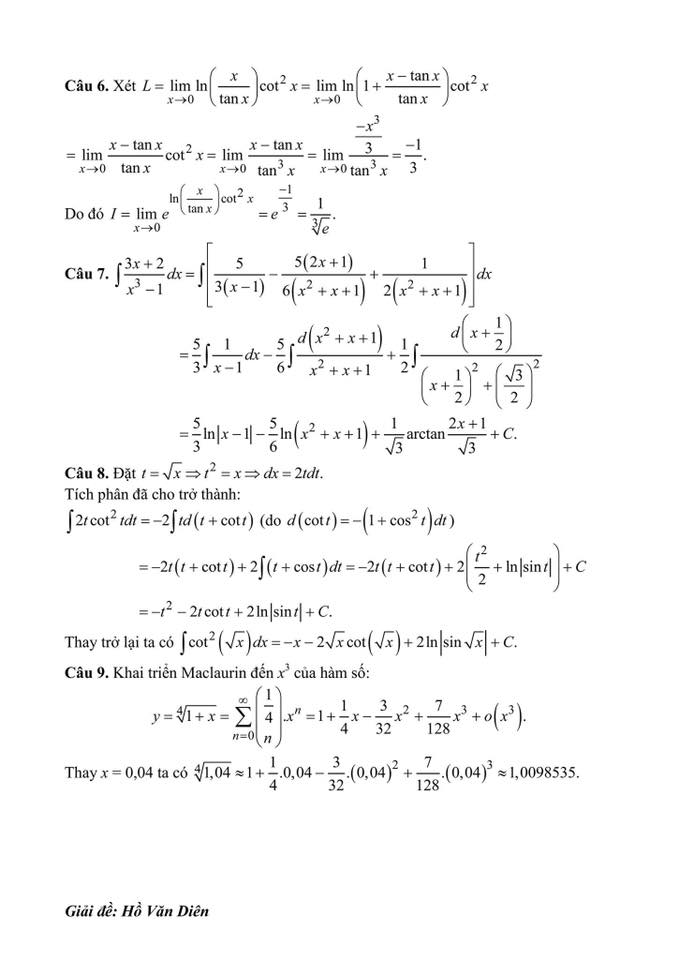 Câu 6. Xét L = lim_{x→0} ln(x/tan x) cot² x = lim_{x→0} ln(1 + (x − tan x)/tan x) cot² x
= lim_{x→0} (x − tan x)/(tan x) cot² x = lim_{x→0} (x − tan x)/(tan³ x) = lim_{x→0} ((−x³)/3)/(tan³ x) = (−1)/3.
Do đó I = lim_{x→0} e^{ln(x/tan x) cot² x} = e^{(−1)/3} = 1/∛e.
Câu 7. ∫ (3x + 2)/(x³ − 1) dx = ∫ [5/(3(x − 1)) − 5(2x + 1)/(6(x² + x + 1)) + 1/(2(x² + x + 1))] dx
= 5/3 ∫ 1/(x − 1) dx − 5/6 ∫ d(x² + x + 1)/(x² + x + 1) + 1/2 ∫ d(x + 1/2)/((x + 1/2)² + (√3/2)²)
= 5/3 ln|x − 1| − 5/6 ln(x² + x + 1) + 1/√3 arctan (2x + 1)/√3 + C.
Câu 8. Đặt t = √x ⇒ t² = x ⇒ dx = 2tdt.
Tích phân đã cho trở thành:
∫ 2t cot² tdt = −2∫ td(t + cot t) (do d(cot t) = −(1 + cos² t)dt)
= −2t(t + cot t) + 2∫(t + cos t)dt = −2t(t + cot t) + 2(t²/2 + ln|sin t|) + C
= −t² − 2t cot t + 2 ln|sin t| + C.
Thay trở lại ta có ∫ cot²(√x)dx = −x − 2√x cot(√x) + 2 ln|sin √x| + C.
Câu 9. Khai triển Maclaurin đến x³ của hàm số:
y = ∜(1 + x) = ∑_{n=0}^{∞} (1/4 n).xⁿ = 1 + 1/4 x − 3/32 x² + 7/128 x³ + o(x³).
Thay x = 0,04 ta có ∜1,04 ≈ 1 + 1/4.0,04 − 3/32.(0,04)² + 7/128.(0,04)³ ≈ 1,0098535.
Giải đề: Hồ Văn Diên